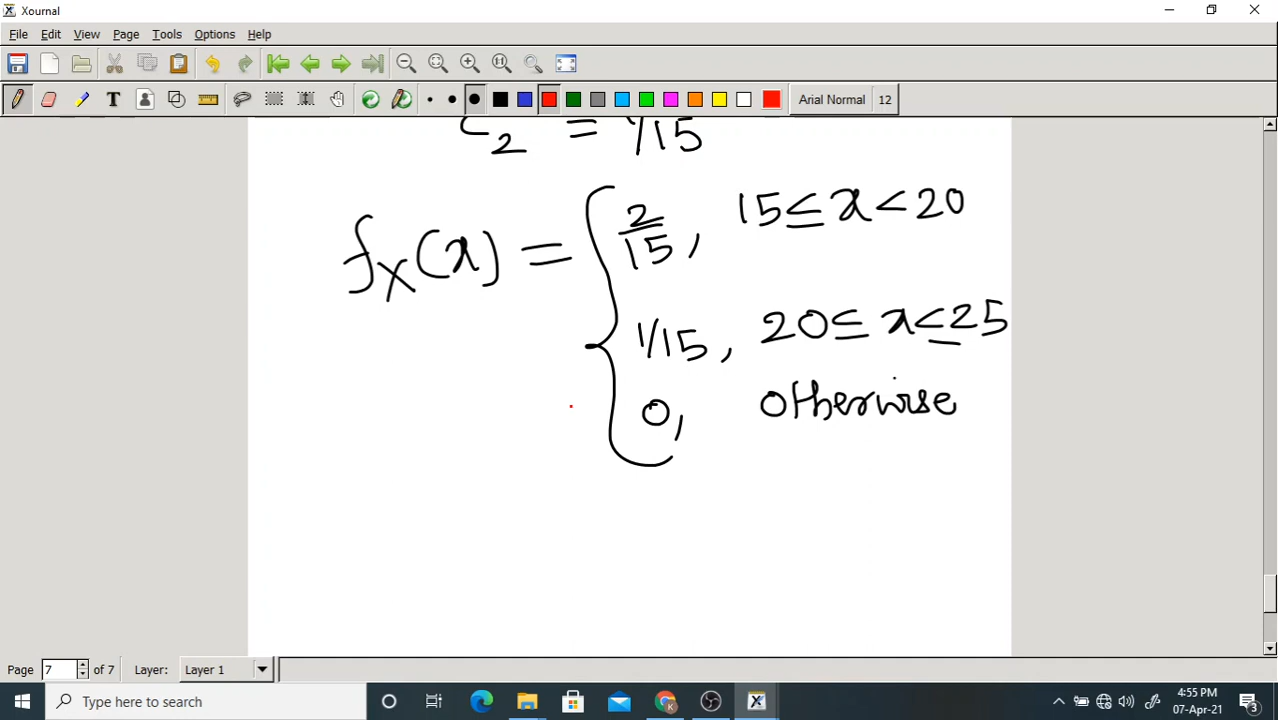 Xournal
File Edit View Page Tools Options Help
Arial Normal 12
C2 = 1/15
fX(x) = { 2/15, 15 ≤ x < 20
1/15, 20 ≤ x ≤ 25
0, otherwise
Page 7 of 7 Layer: Layer 1
Type here to search
4:55 PM
07-Apr-21
3